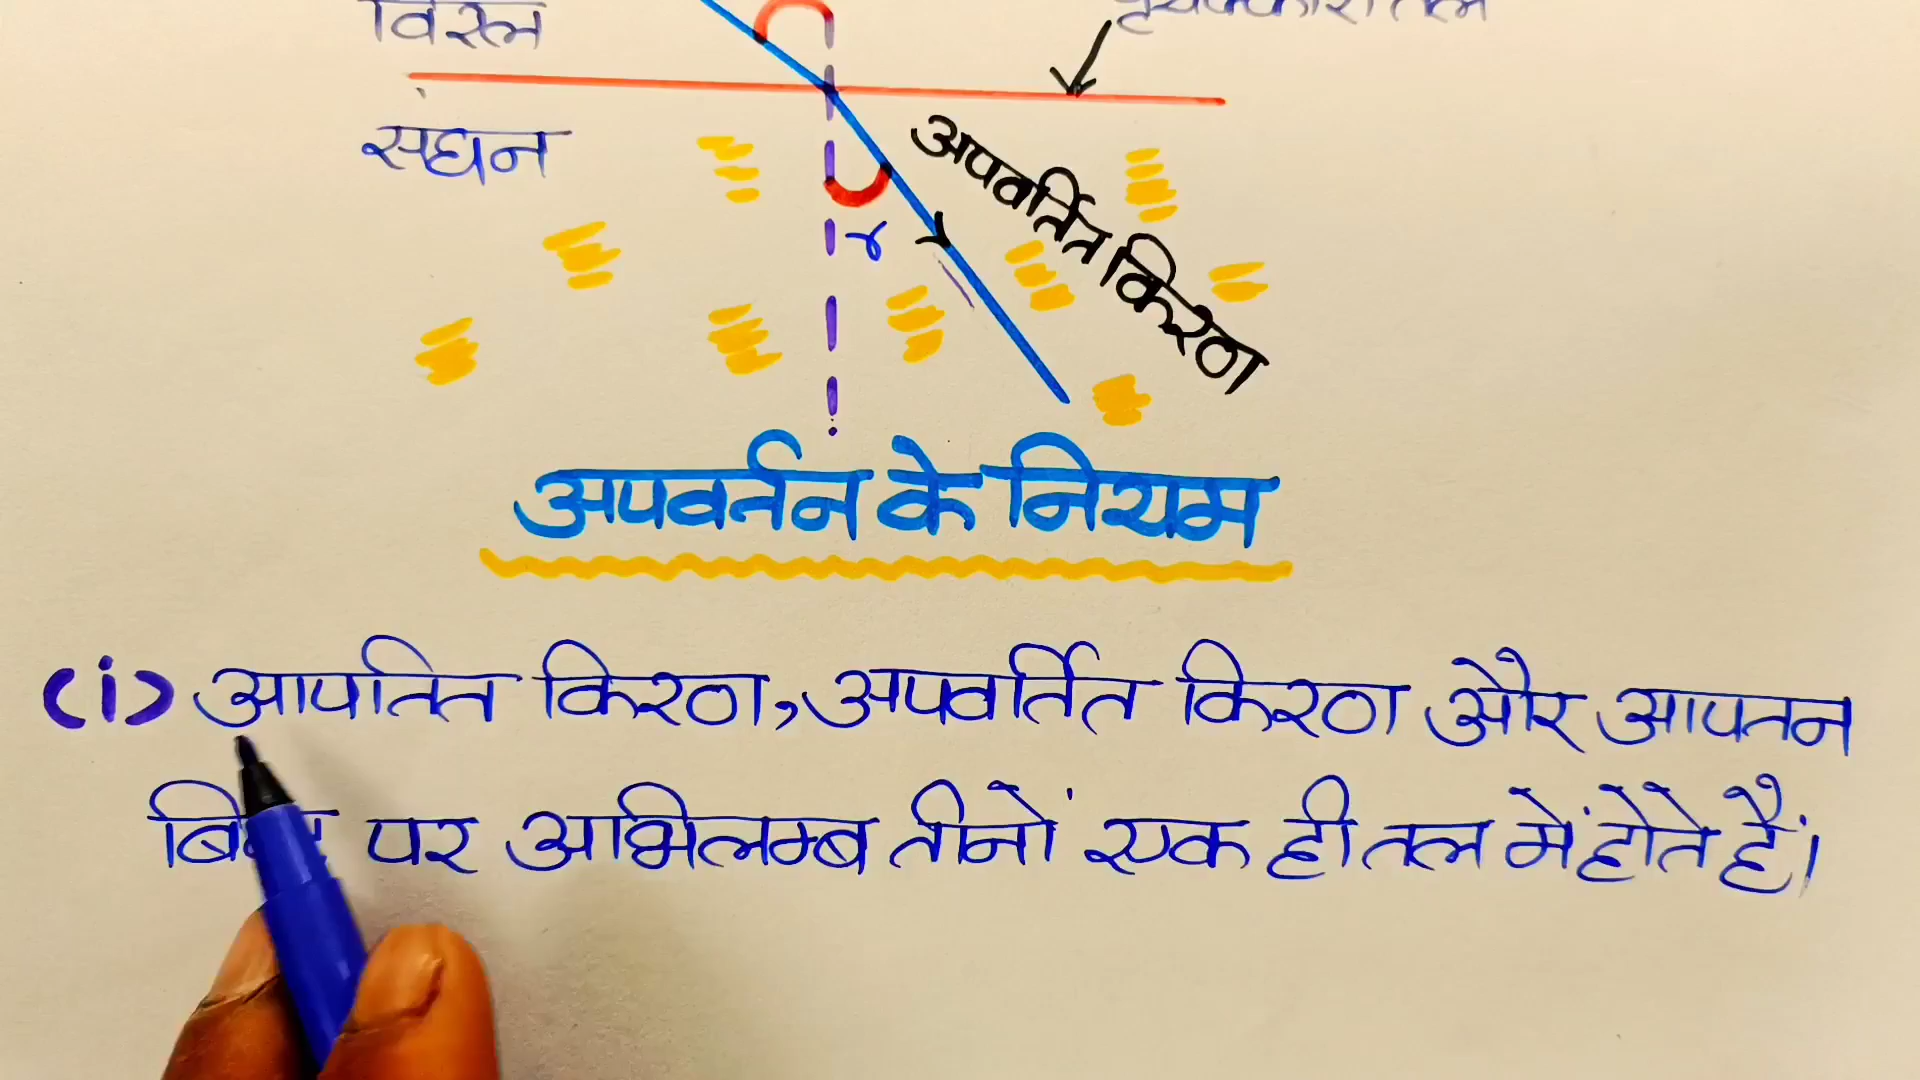 विरल
सघन
r
अपवर्तित किरण
अपवर्तन के नियम
(i) आपतित किरण, अपवर्तित किरण और आपतन
पर अभिलम्ब तीनों एक ही तल में होते हैं।